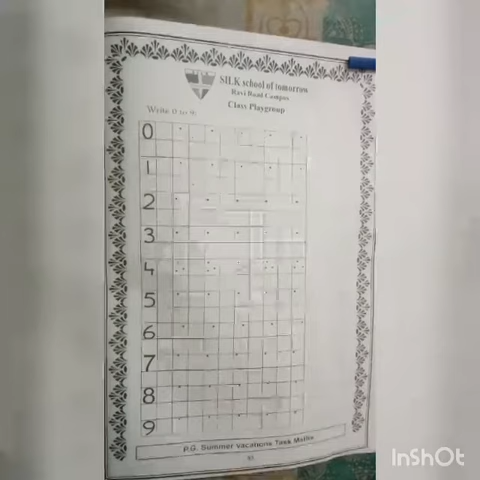 SILK school of tomorrow
Ravi Road Campus
Class Playgroup
Write 0 to 9
0
1
2
3
4
5
6
7
8
9
P.G. Summer Vacations Task Maths
InShOt